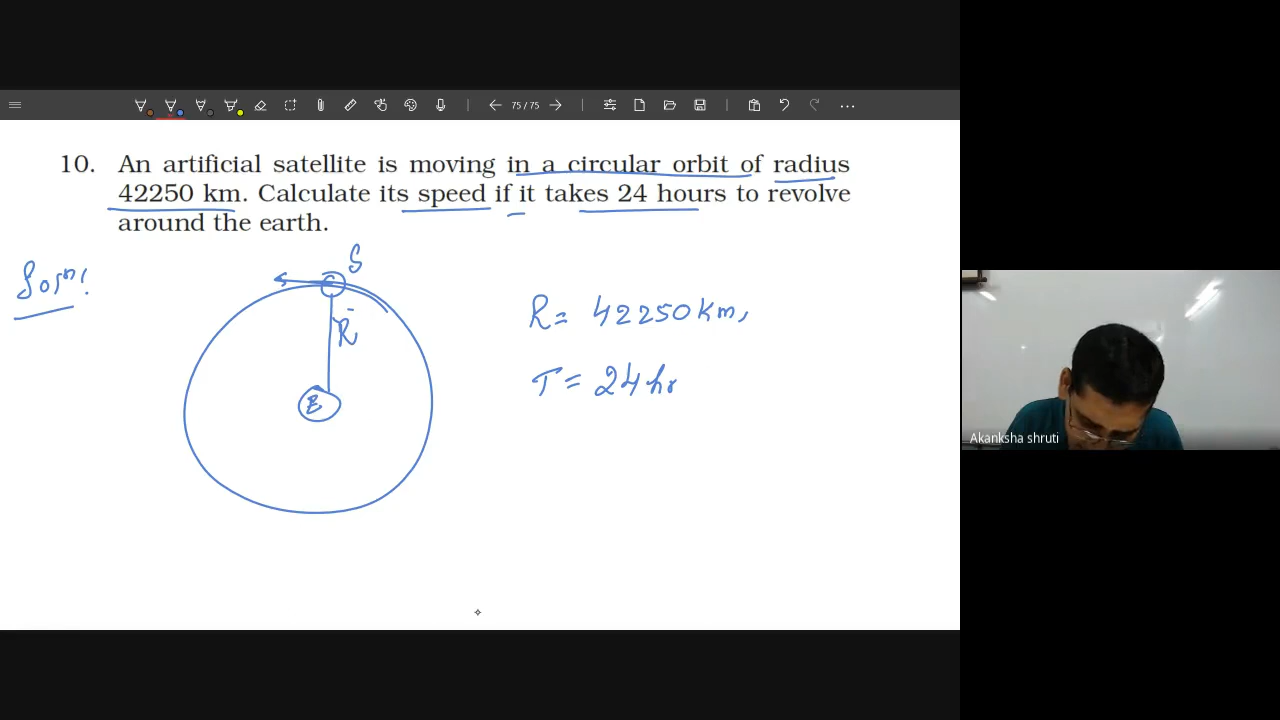 75 / 75
10. An artificial satellite is moving in a circular orbit of radius
42250 km. Calculate its speed if it takes 24 hours to revolve
around the earth.
Soln:
S
R
E
R = 42250 km,
T = 24 hr
Akanksha shruti